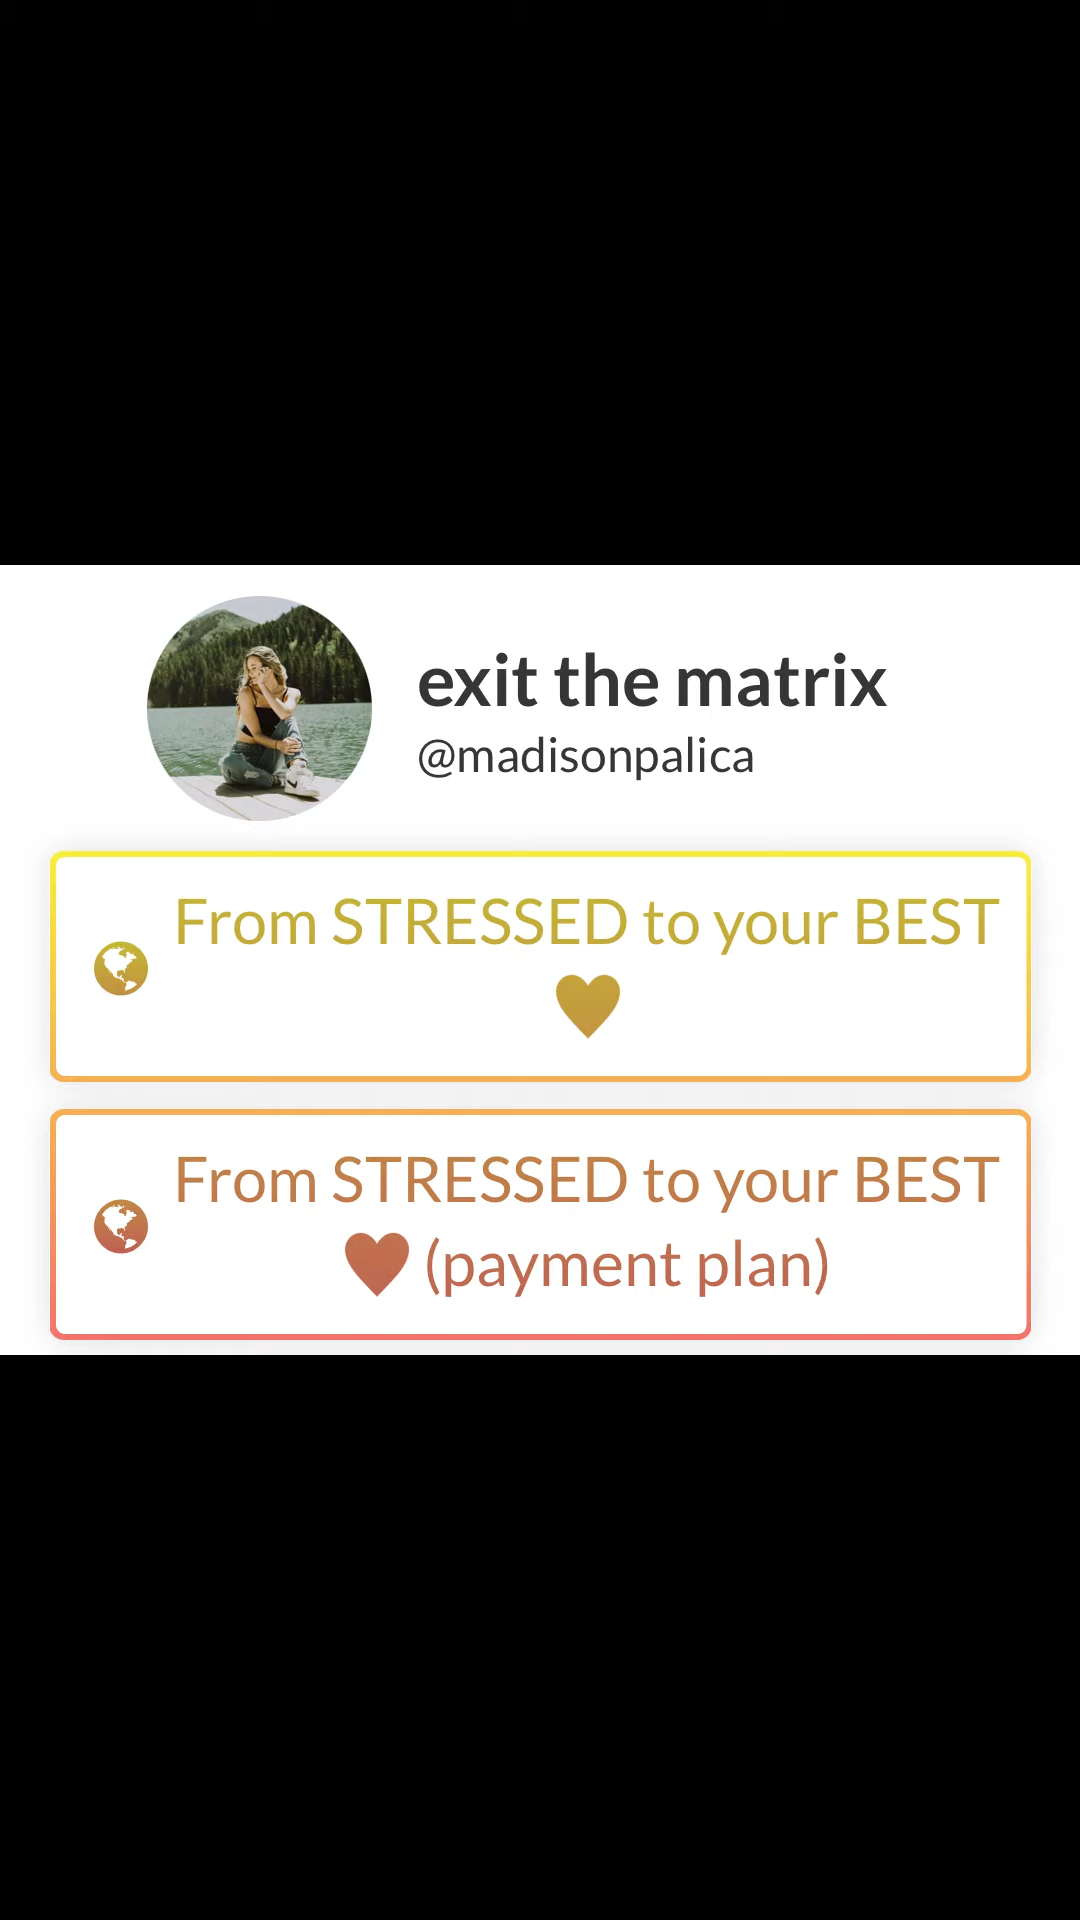 exit the matrix
@madisonpalica
From STRESSED to your BEST
♥
From STRESSED to your BEST
♥ (payment plan)